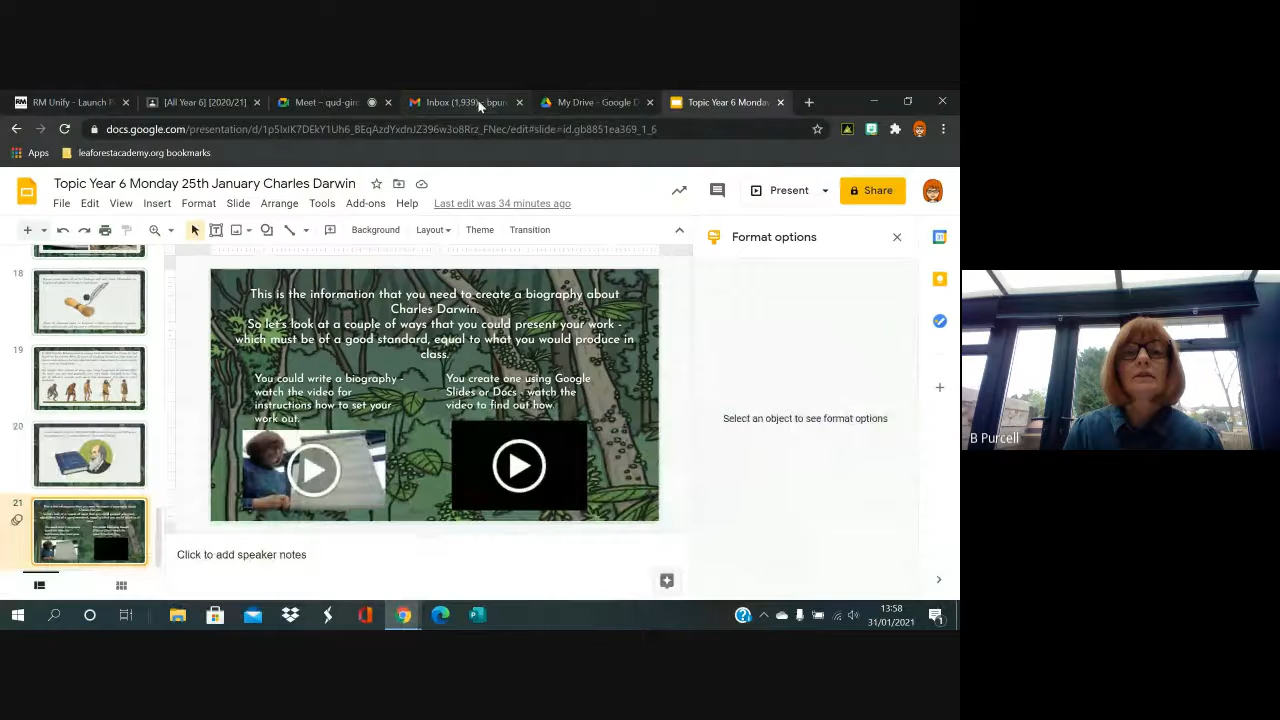 RM Unify - Launch
[All Year 6] [2020/21]
Meet – qud-giro
Inbox (1,939) - bpur
My Drive - Google D
Topic Year 6 Monday
docs.google.com/presentation/d/1p5IxIK7DEkY1Uh6_BEqAzdYxdnJZ396w3o8Rrz_FNec/edit#slide=id.gb8851ea369_1_6
Apps
leaforestacademy.org bookmarks
Topic Year 6 Monday 25th January Charles Darwin
Present
Share
File Edit View Insert Format Slide Arrange Tools Add-ons Help Last edit was 34 minutes ago
Background Layout Theme Transition
Format options
Select an object to see format options
18
19
20
21
This is the information that you need to create a biography about
Charles Darwin.
So let's look at a couple of ways that you could present your work -
which must be of a good standard, equal to what you would produce in
class.
You could write a biography -
watch the video for
instructions how to set your
work out.
You create one using Google
Slides or Docs - watch the
video to find out how.
Click to add speaker notes
B Purcell
13:58
31/01/2021